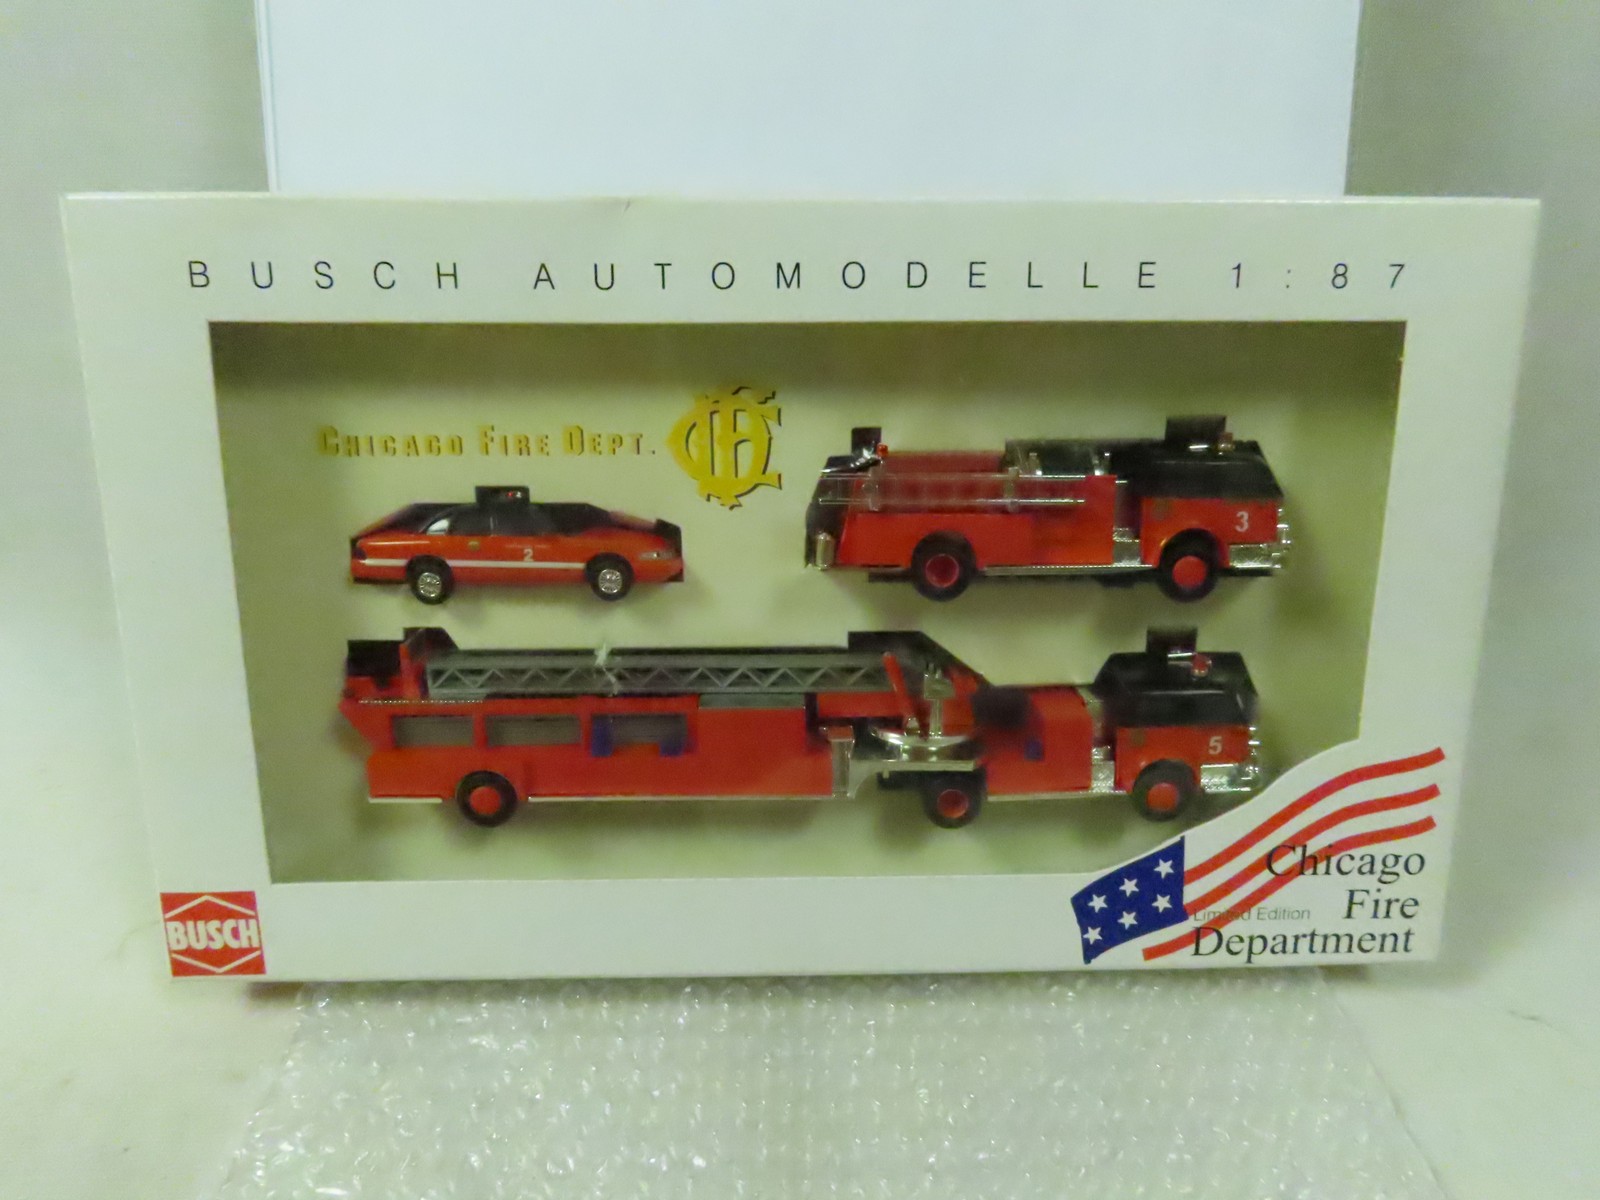 BUSCH AUTOMODELLE 1:87
CHICAGO FIRE DEPT.
2
3
5
BUSCH
Chicago
Fire
Limited Edition
Department